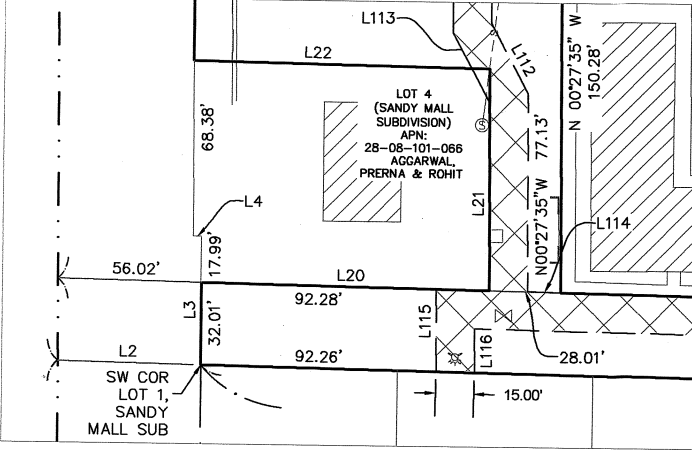 L113
L22
L112
N 00°27'35" W
150.28'
LOT 4
(SANDY MALL
SUBDIVISION)
APN:
28-08-101-066
AGGARWAL,
PRERNA & ROHIT
68.38'
77.13'
L4
L21
N00°27'35"W
L114
56.02'
17.99'
L20
L3
32.01'
92.28'
L115
L116
L2
92.26'
28.01'
SW COR
LOT 1,
SANDY
MALL SUB
15.00'
S
S